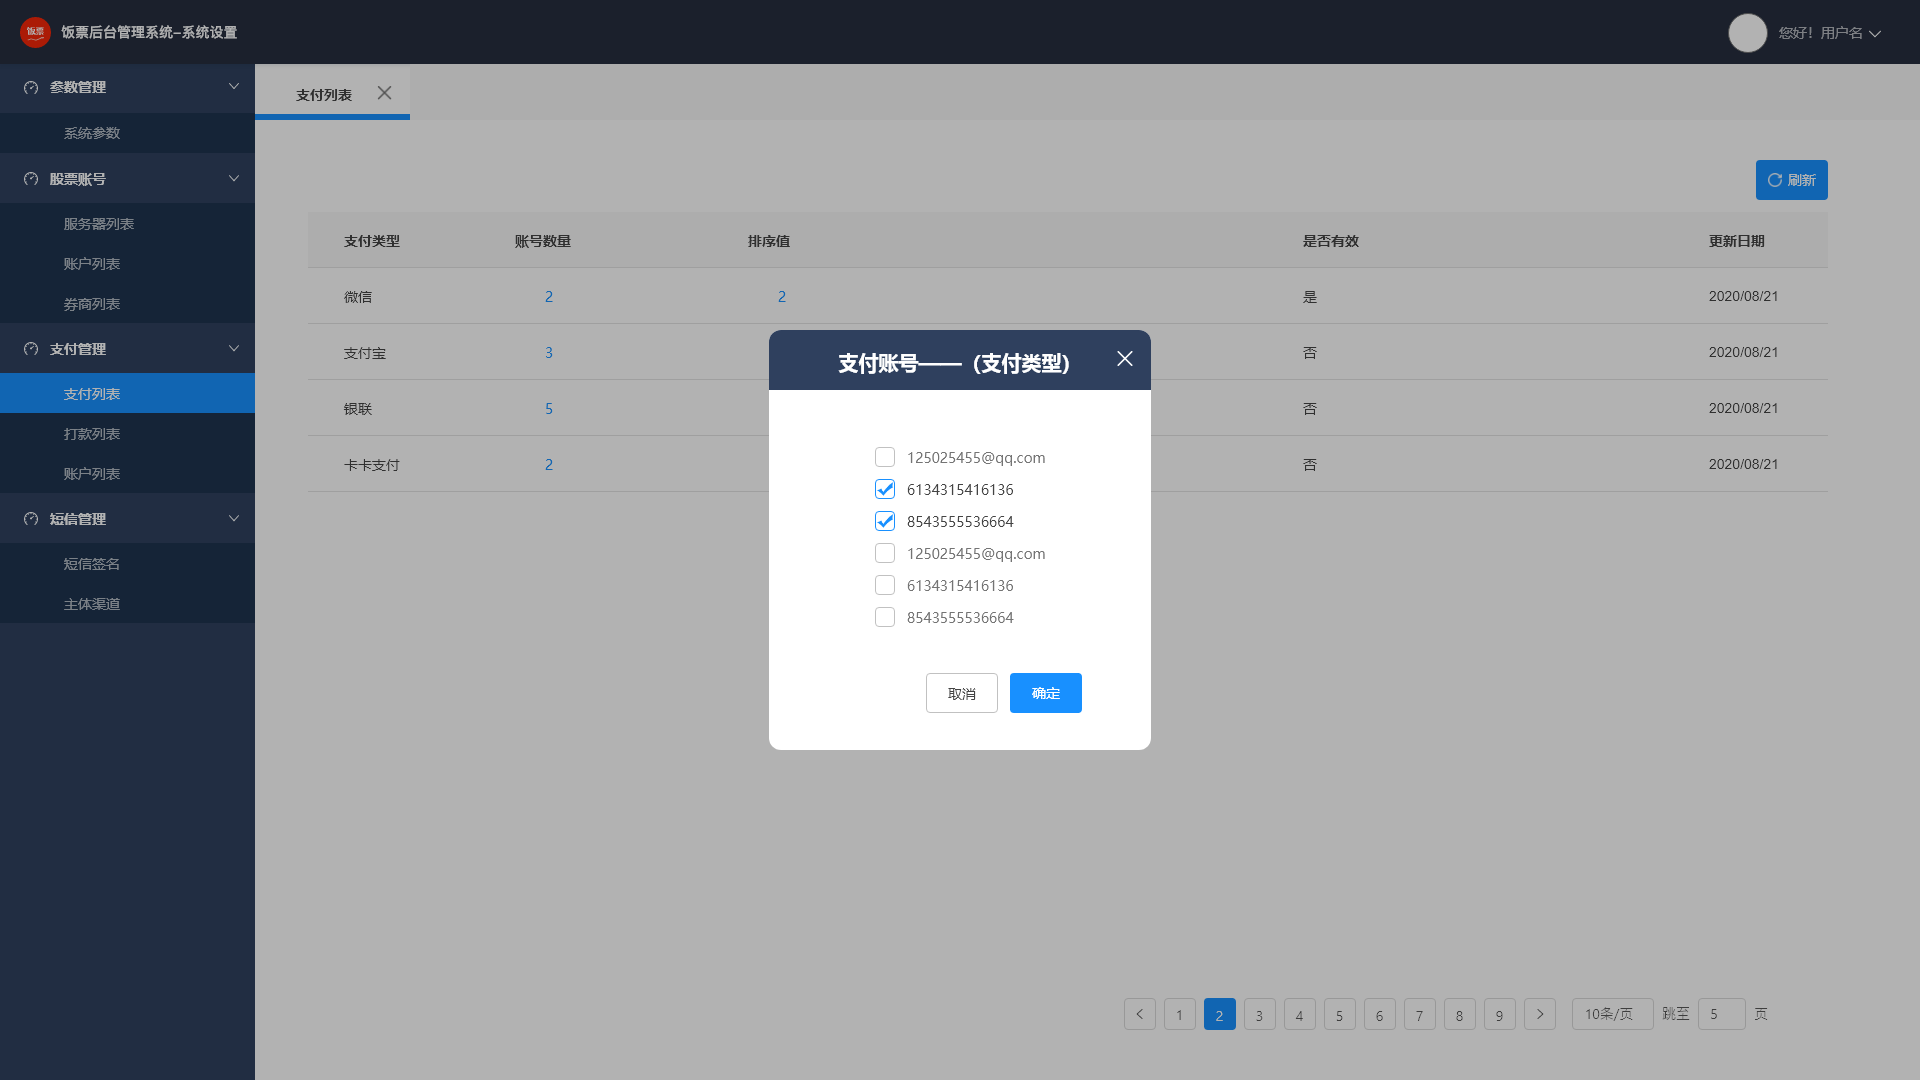 饭票
饭票后台管理系统–系统设置
您好！用户名
参数管理
系统参数
股票账号
服务器列表
账户列表
券商列表
支付管理
支付列表
打款列表
账户列表
短信管理
短信签名
主体渠道
支付列表
刷新
支付类型 账号数量 排序值 是否有效 更新日期
微信 2 2 是 2020/08/21
支付宝 3 否 2020/08/21
银联 5 否 2020/08/21
卡卡支付 2 否 2020/08/21
支付账号——（支付类型）
125025455@qq.com
6134315416136
8543555536664
125025455@qq.com
6134315416136
8543555536664
取消 确定
1 2 3 4 5 6 7 8 9 10条/页 跳至 5 页